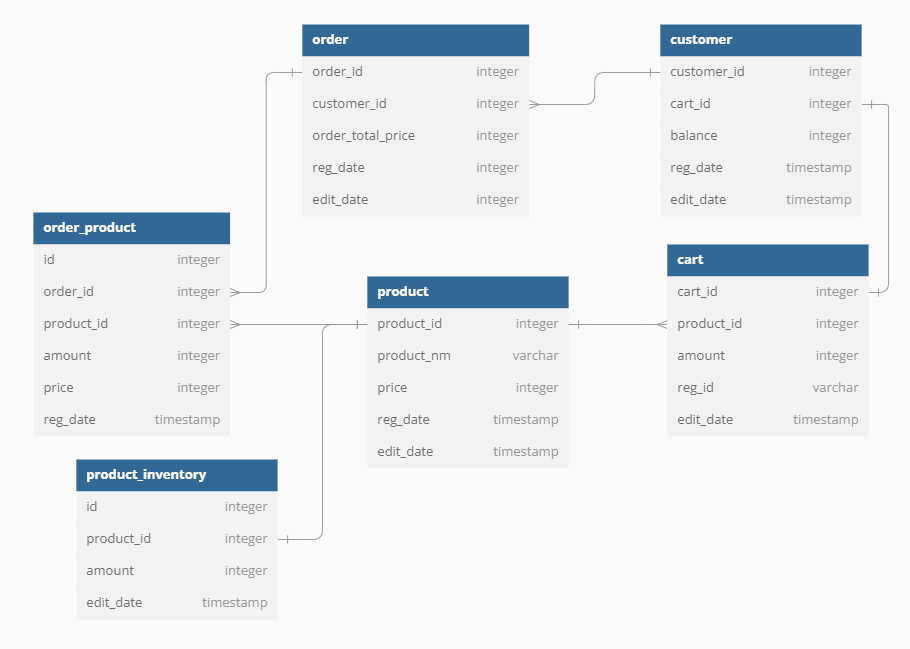 order
order_id integer
customer_id integer
order_total_price integer
reg_date integer
edit_date integer
customer
customer_id integer
cart_id integer
balance integer
reg_date timestamp
edit_date timestamp
order_product
id integer
order_id integer
product_id integer
amount integer
price integer
reg_date timestamp
product
product_id integer
product_nm varchar
price integer
reg_date timestamp
edit_date timestamp
cart
cart_id integer
product_id integer
amount integer
reg_id varchar
edit_date timestamp
product_inventory
id integer
product_id integer
amount integer
edit_date timestamp